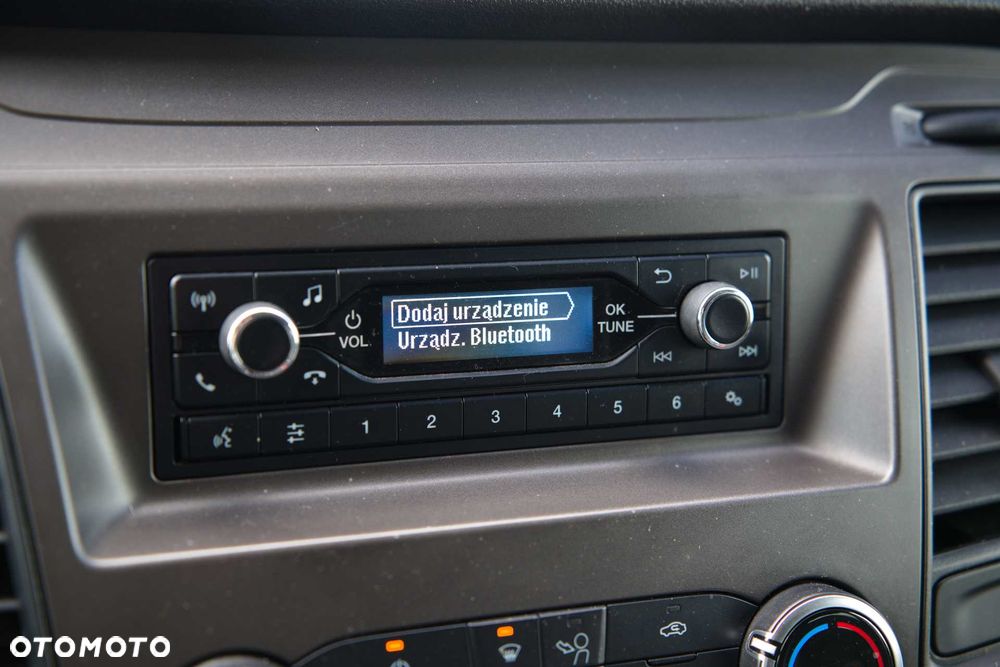 Dodaj urządzenie
Urządz. Bluetooth
VOL
OK
TUNE
1 2 3 4 5 6
OTOMOTO